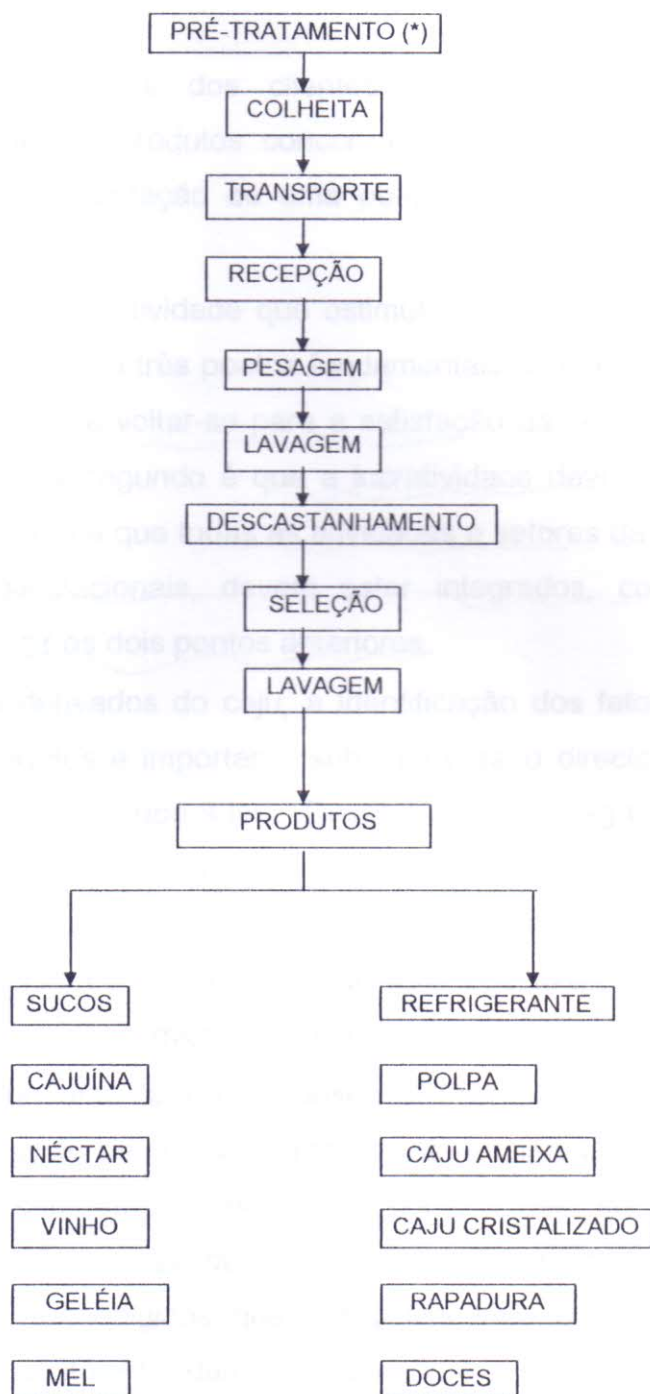 PRÉ-TRATAMENTO (*)
COLHEITA
TRANSPORTE
RECEPÇÃO
PESAGEM
LAVAGEM
DESCASTANHAMENTO
SELEÇÃO
LAVAGEM
PRODUTOS
SUCOS
REFRIGERANTE
CAJUÍNA
POLPA
NÉCTAR
CAJU AMEIXA
VINHO
CAJU CRISTALIZADO
GELÉIA
RAPADURA
MEL
DOCES